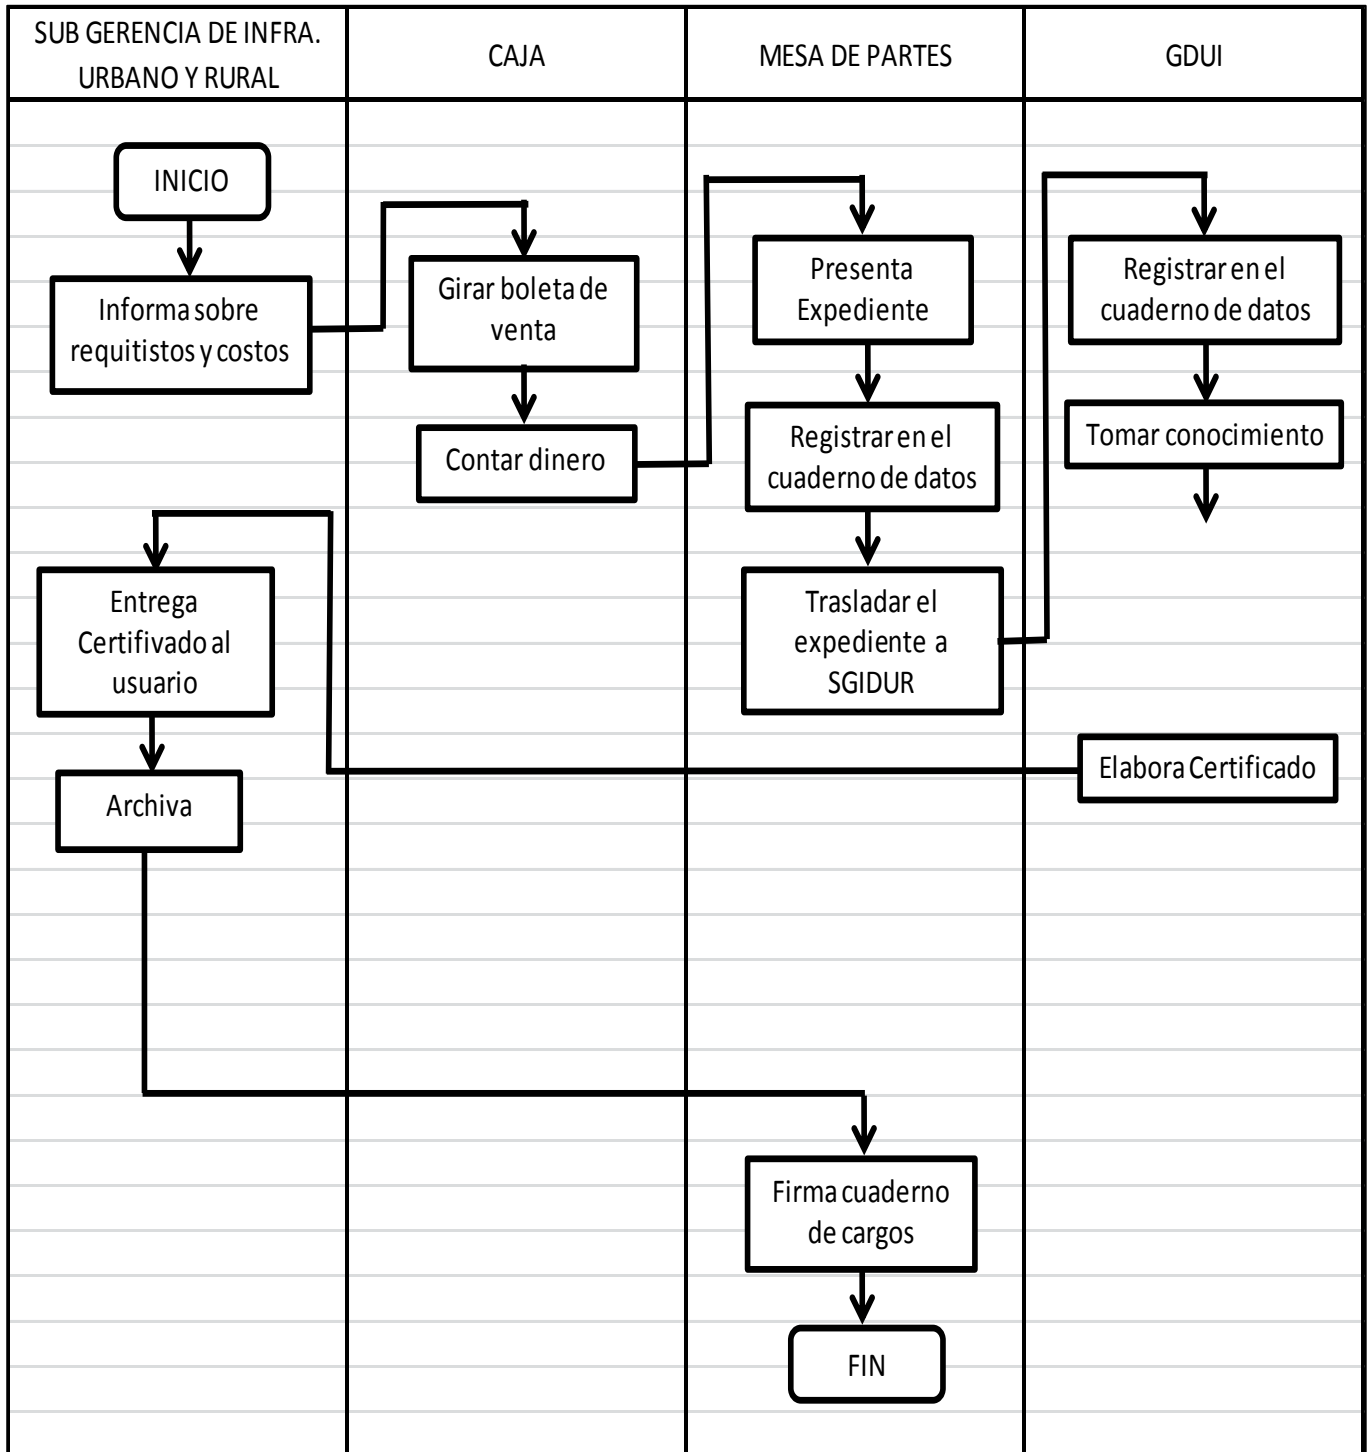 SUB GERENCIA DE INFRA.
URBANO Y RURAL
CAJA
MESA DE PARTES
GDUI
INICIO
Informa sobre
requitistos y costos
Girar boleta de
venta
Contar dinero
Presenta
Expediente
Registrar en el
cuaderno de datos
Trasladar el
expediente a
SGIDUR
Registrar en el
cuaderno de datos
Tomar conocimiento
Elabora Certificado
Entrega
Certifivado al
usuario
Archiva
Firma cuaderno
de cargos
FIN